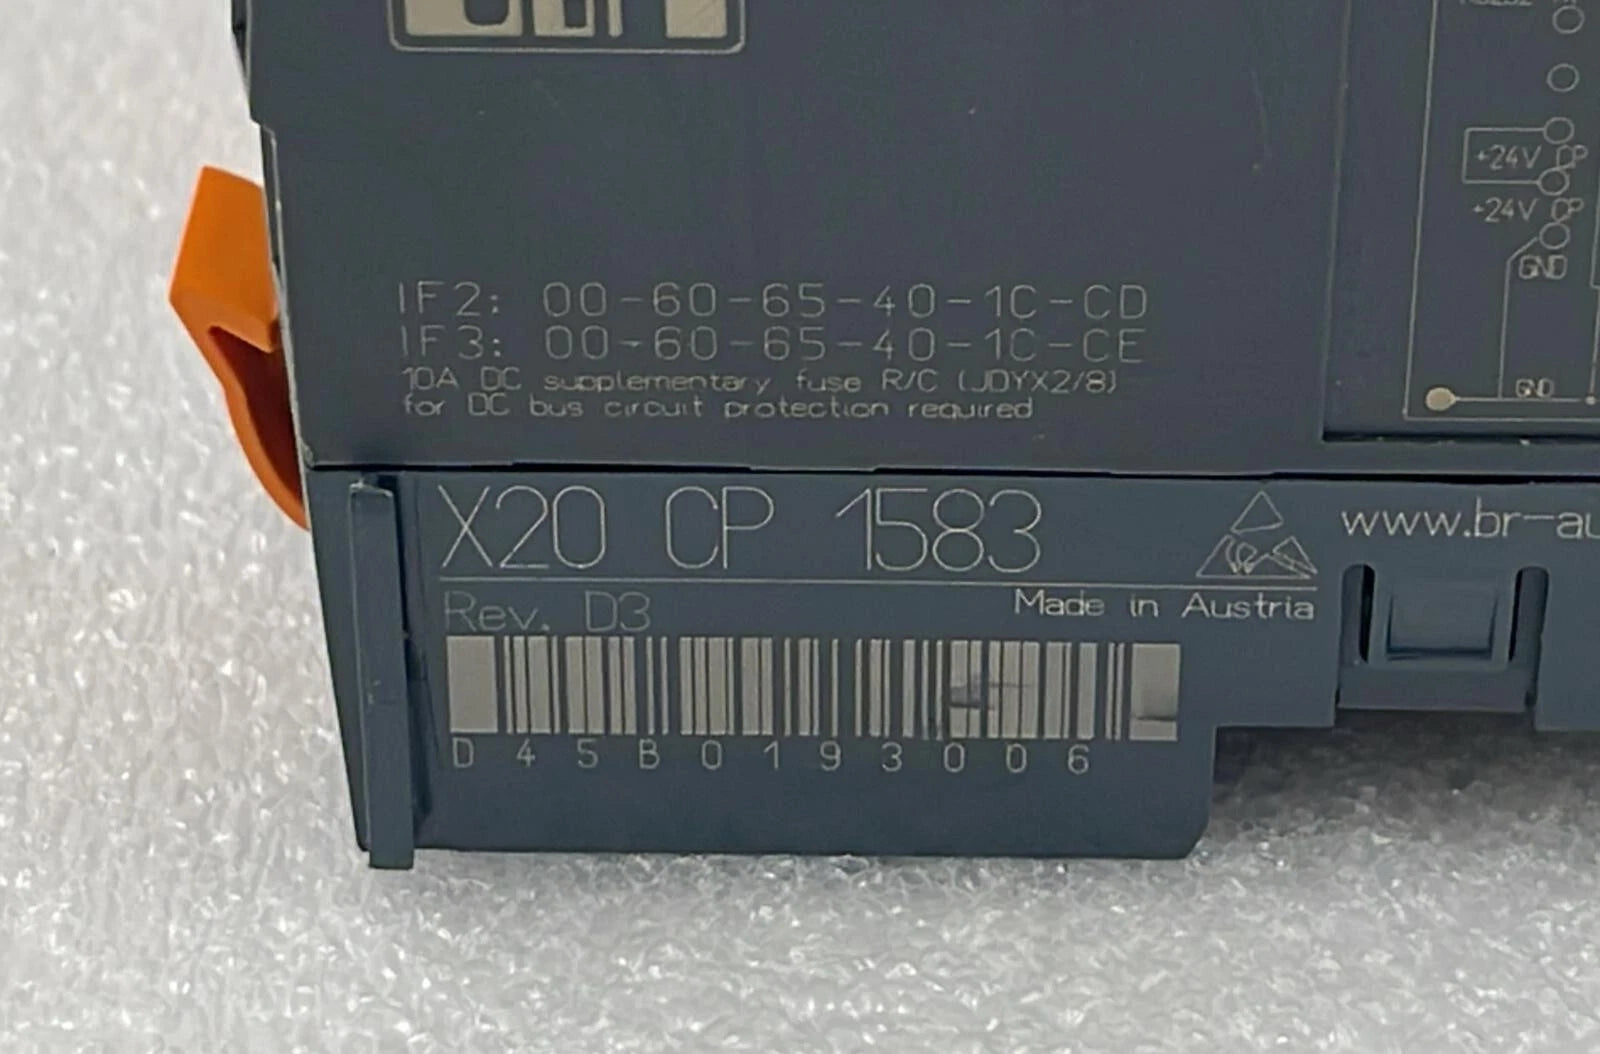 +24V CP
+24V CP
GND
GND
IF2: 00-60-65-40-1C-CD
IF3: 00-60-65-40-1C-CE
10A DC supplementary fuse R/C (JDYX2/8)
for DC bus circuit protection required
X20 CP 1583
www.br-au
Made in Austria
Rev. D3
D45B0193006